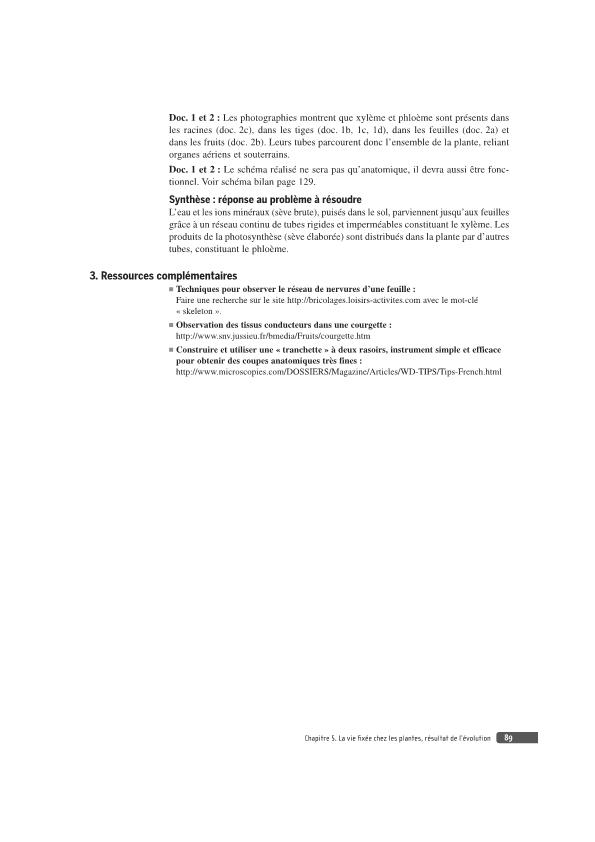 Doc. 1 et 2 : Les photographies montrent que xylème et phloème sont présents dans
les racines (doc. 2c), dans les tiges (doc. 1b, 1c, 1d), dans les feuilles (doc. 2a) et
dans les fruits (doc. 2b). Leurs tubes parcourent donc l'ensemble de la plante, reliant
organes aériens et souterrains.
Doc. 1 et 2 : Le schéma réalisé ne sera pas qu'anatomique, il devra aussi être fonc-
tionnel. Voir schéma bilan page 129.
Synthèse : réponse au problème à résoudre
L'eau et les ions minéraux (sève brute), puisés dans le sol, parviennent jusqu'aux feuilles
grâce à un réseau continu de tubes rigides et imperméables constituant le xylème. Les
produits de la photosynthèse (sève élaborée) sont distribués dans la plante par d'autres
tubes, constituant le phloème.
3. Ressources complémentaires
■ Techniques pour observer le réseau de nervures d'une feuille :
Faire une recherche sur le site http://bricolages.loisirs-activites.com avec le mot-clé
« skeleton ».
■ Observation des tissus conducteurs dans une courgette :
http://www.snv.jussieu.fr/bmedia/Fruits/courgette.htm
■ Construire et utiliser une « tranchette » à deux rasoirs, instrument simple et efficace
pour obtenir des coupes anatomiques très fines :
http://www.microscopies.com/DOSSIERS/Magazine/Articles/WD-TIPS/Tips-French.html
Chapitre 5. La vie fixée chez les plantes, résultat de l'évolution 89